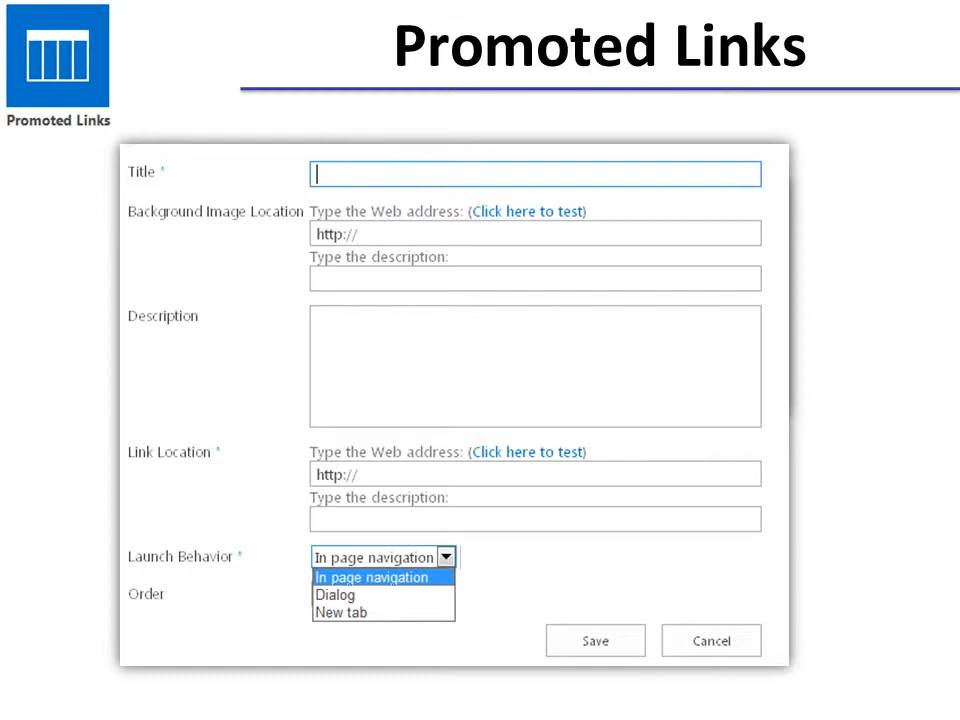 Promoted Links
Promoted Links
Title *
Background Image Location Type the Web address: (Click here to test)
http://
Type the description:
Description
Link Location * Type the Web address: (Click here to test)
http://
Type the description:
Launch Behavior * In page navigation
In page navigation
Order
Dialog
New tab
Save Cancel